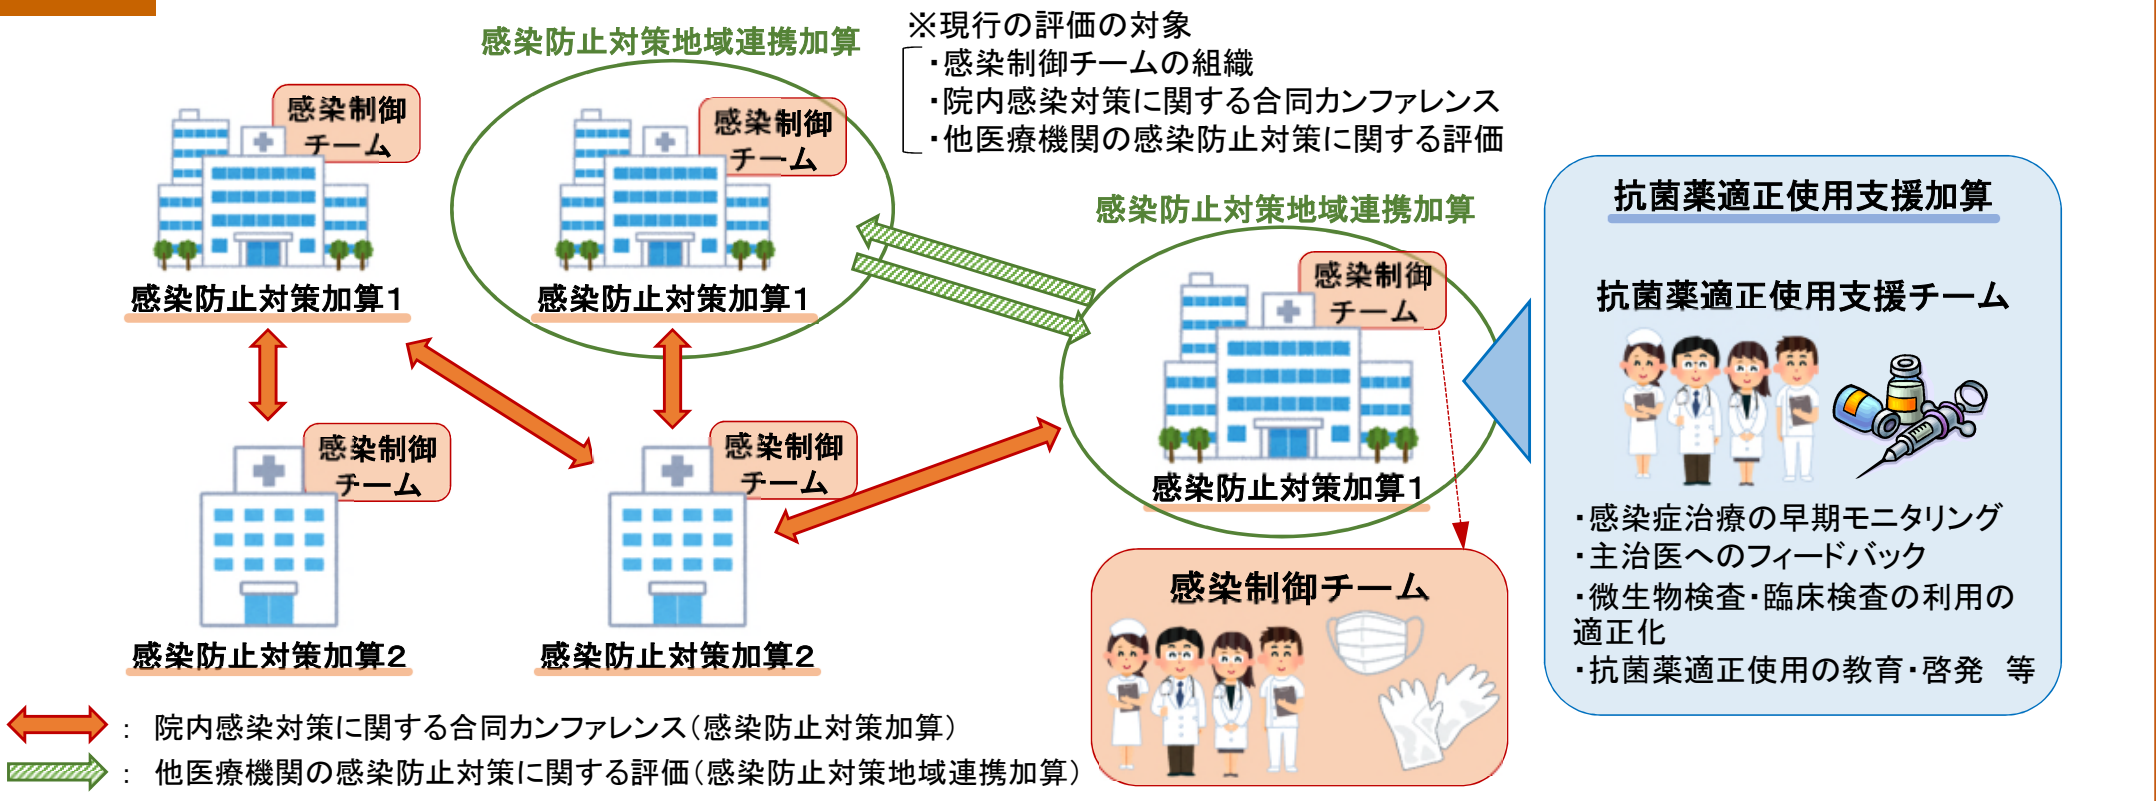 感染防止対策地域連携加算
※現行の評価の対象
・感染制御チームの組織
・院内感染対策に関する合同カンファレンス
・他医療機関の感染防止対策に関する評価
感染制御
チーム
感染制御
チーム
感染防止対策加算1
感染防止対策加算1
感染防止対策地域連携加算
感染制御
チーム
感染防止対策加算1
感染制御
チーム
感染制御
チーム
感染防止対策加算2
感染防止対策加算2
感染制御チーム
抗菌薬適正使用支援加算
抗菌薬適正使用支援チーム
・感染症治療の早期モニタリング
・主治医へのフィードバック
・微生物検査・臨床検査の利用の
適正化
・抗菌薬適正使用の教育・啓発　等
： 院内感染対策に関する合同カンファレンス（感染防止対策加算）
： 他医療機関の感染防止対策に関する評価（感染防止対策地域連携加算）